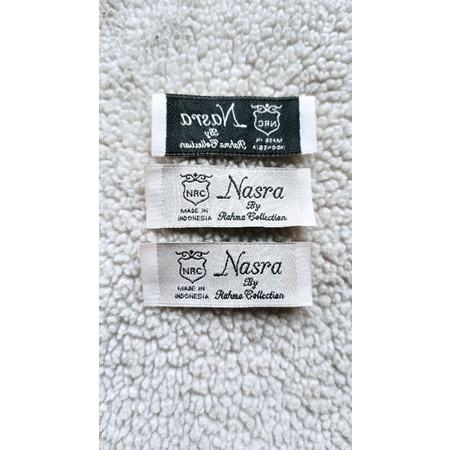 Nasra
By
Rahma Collection
NRC
MADE IN
INDONESIA
NRC
MADE IN
INDONESIA
Nasra
By
Rahma Collection
NRC
MADE IN
INDONESIA
Nasra
By
Rahma Collection